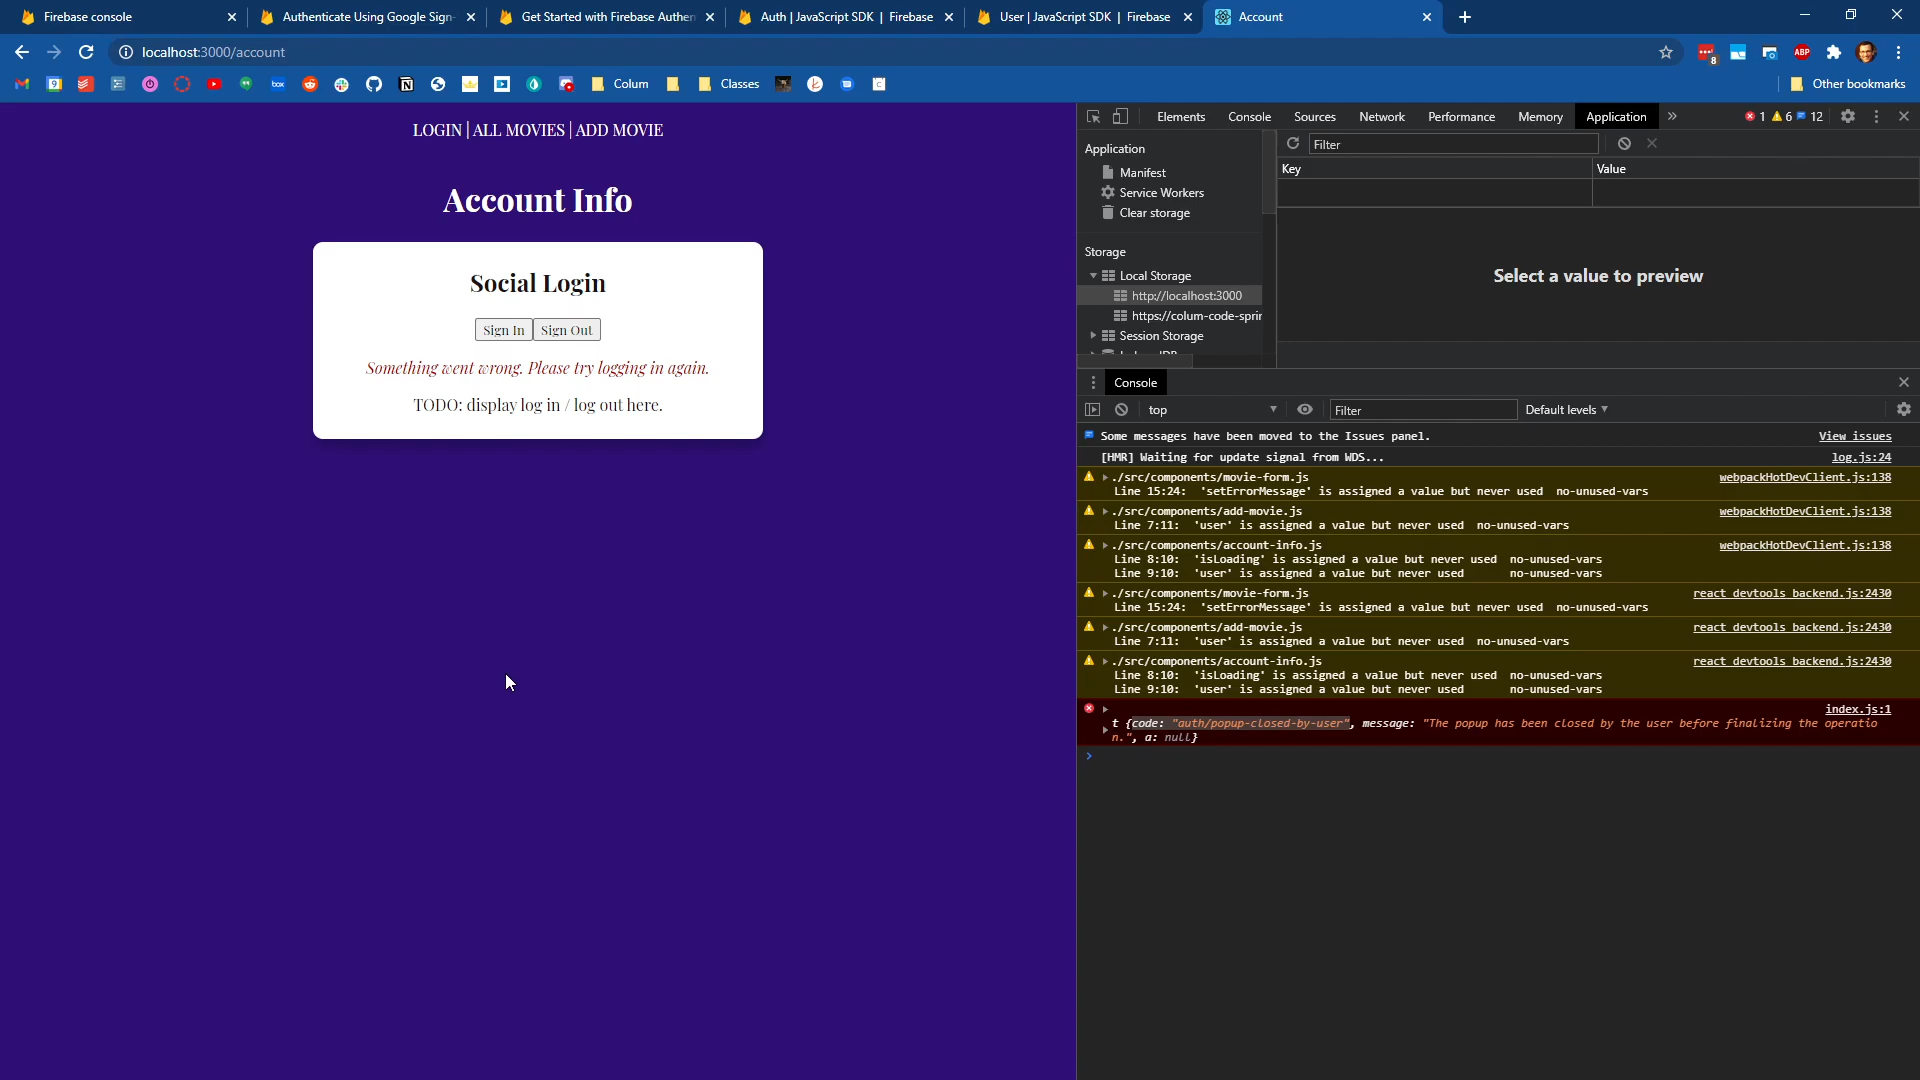 Firebase console
Authenticate Using Google Sign-
Get Started with Firebase Authen
Auth | JavaScript SDK | Firebase
User | JavaScript SDK | Firebase
Account
localhost:3000/account
8
ABP
9
box
Colum
Classes
Other bookmarks
LOGIN | ALL MOVIES | ADD MOVIE
Account Info
Social Login
Sign In
Sign Out
Something went wrong. Please try logging in again.
TODO: display log in / log out here.
Elements
Console
Sources
Network
Performance
Memory
Application
1
6
12
Application
Manifest
Service Workers
Clear storage
Storage
Local Storage
http://localhost:3000
https://colum-code-sprin
Session Storage
Filter
Key
Value
Select a value to preview
Console
top
Filter
Default levels
Some messages have been moved to the Issues panel.
View issues
[HMR] Waiting for update signal from WDS...
log.js:24
./src/components/movie-form.js
webpackHotDevClient.js:138
Line 15:24:  'setErrorMessage' is assigned a value but never used  no-unused-vars
./src/components/add-movie.js
webpackHotDevClient.js:138
Line 7:11:  'user' is assigned a value but never used  no-unused-vars
./src/components/account-info.js
webpackHotDevClient.js:138
Line 8:10:  'isLoading' is assigned a value but never used  no-unused-vars
Line 9:10:  'user' is assigned a value but never used       no-unused-vars
./src/components/movie-form.js
react devtools backend.js:2430
Line 15:24:  'setErrorMessage' is assigned a value but never used  no-unused-vars
./src/components/add-movie.js
react devtools backend.js:2430
Line 7:11:  'user' is assigned a value but never used  no-unused-vars
./src/components/account-info.js
react devtools backend.js:2430
Line 8:10:  'isLoading' is assigned a value but never used  no-unused-vars
Line 9:10:  'user' is assigned a value but never used       no-unused-vars
index.js:1
t {code: "auth/popup-closed-by-user", message: "The popup has been closed by the user before finalizing the operatio
n.", a: null}